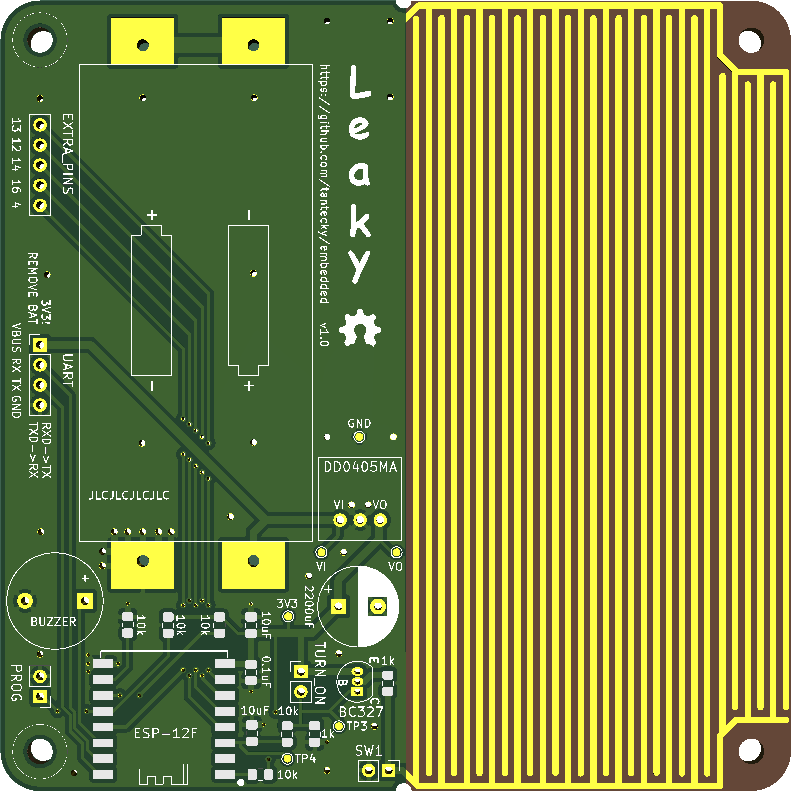 Leaky
https://github.com/tantecky/embedded v1.0
EXTRA_PINS
13 12 14 16 4
+
-
-
+
3V3!
REMOVE BAT
VBUS RX TX GND
UART
RXD->TX
TXD->RX
GND
DD0405MA
VI VO
VI
VO
JLCJLCJLCJLC
+
BUZZER
PROG
10k
10k
10k
10uF
3V3
2200uF
+
0.1uF
TURN_ON
E
B
C
1k
BC327
10uF
10k
1k
TP3
TP4
ESP-12F
10k
SW1